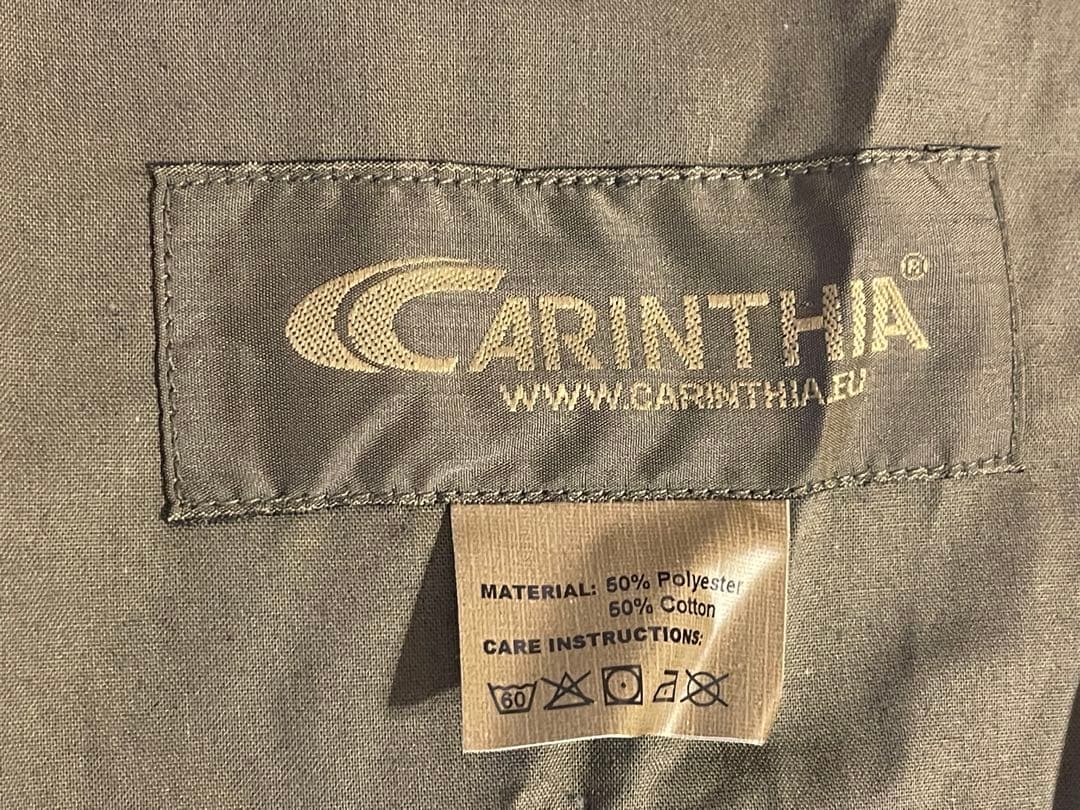 CARINTHIA®
WWW.CARINTHIA.EU
MATERIAL: 50% Polyester
50% Cotton
CARE INSTRUCTIONS:
60